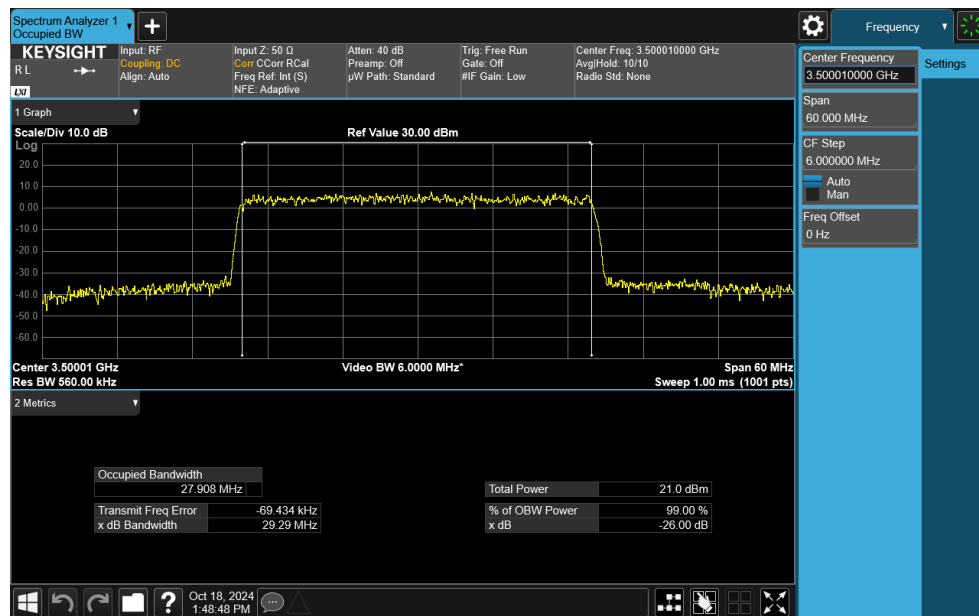 Spectrum Analyzer 1
Occupied BW
+
Frequency
KEYSIGHT
R L
LXI
Input: RF
Coupling: DC
Align: Auto
Input Z: 50 Ω
Corr CCorr RCal
Freq Ref: Int (S)
NFE: Adaptive
Atten: 40 dB
Preamp: Off
µW Path: Standard
Trig: Free Run
Gate: Off
#IF Gain: Low
Center Freq: 3.500010000 GHz
Avg|Hold: 10/10
Radio Std: None
Center Frequency
3.500010000 GHz
Settings
Span
60.000 MHz
CF Step
6.000000 MHz
Auto
Man
Freq Offset
0 Hz
1 Graph
Scale/Div 10.0 dB
Ref Value 30.00 dBm
Log
20.0
10.0
0.00
-10.0
-20.0
-30.0
-40.0
-50.0
-60.0
Center 3.50001 GHz
Video BW 6.0000 MHz*
Span 60 MHz
Res BW 560.00 kHz
Sweep 1.00 ms (1001 pts)
2 Metrics
Occupied Bandwidth
27.908 MHz
Total Power 21.0 dBm
Transmit Freq Error -69.434 kHz
% of OBW Power 99.00 %
x dB Bandwidth 29.29 MHz
x dB -26.00 dB
?
Oct 18, 2024
1:48:48 PM